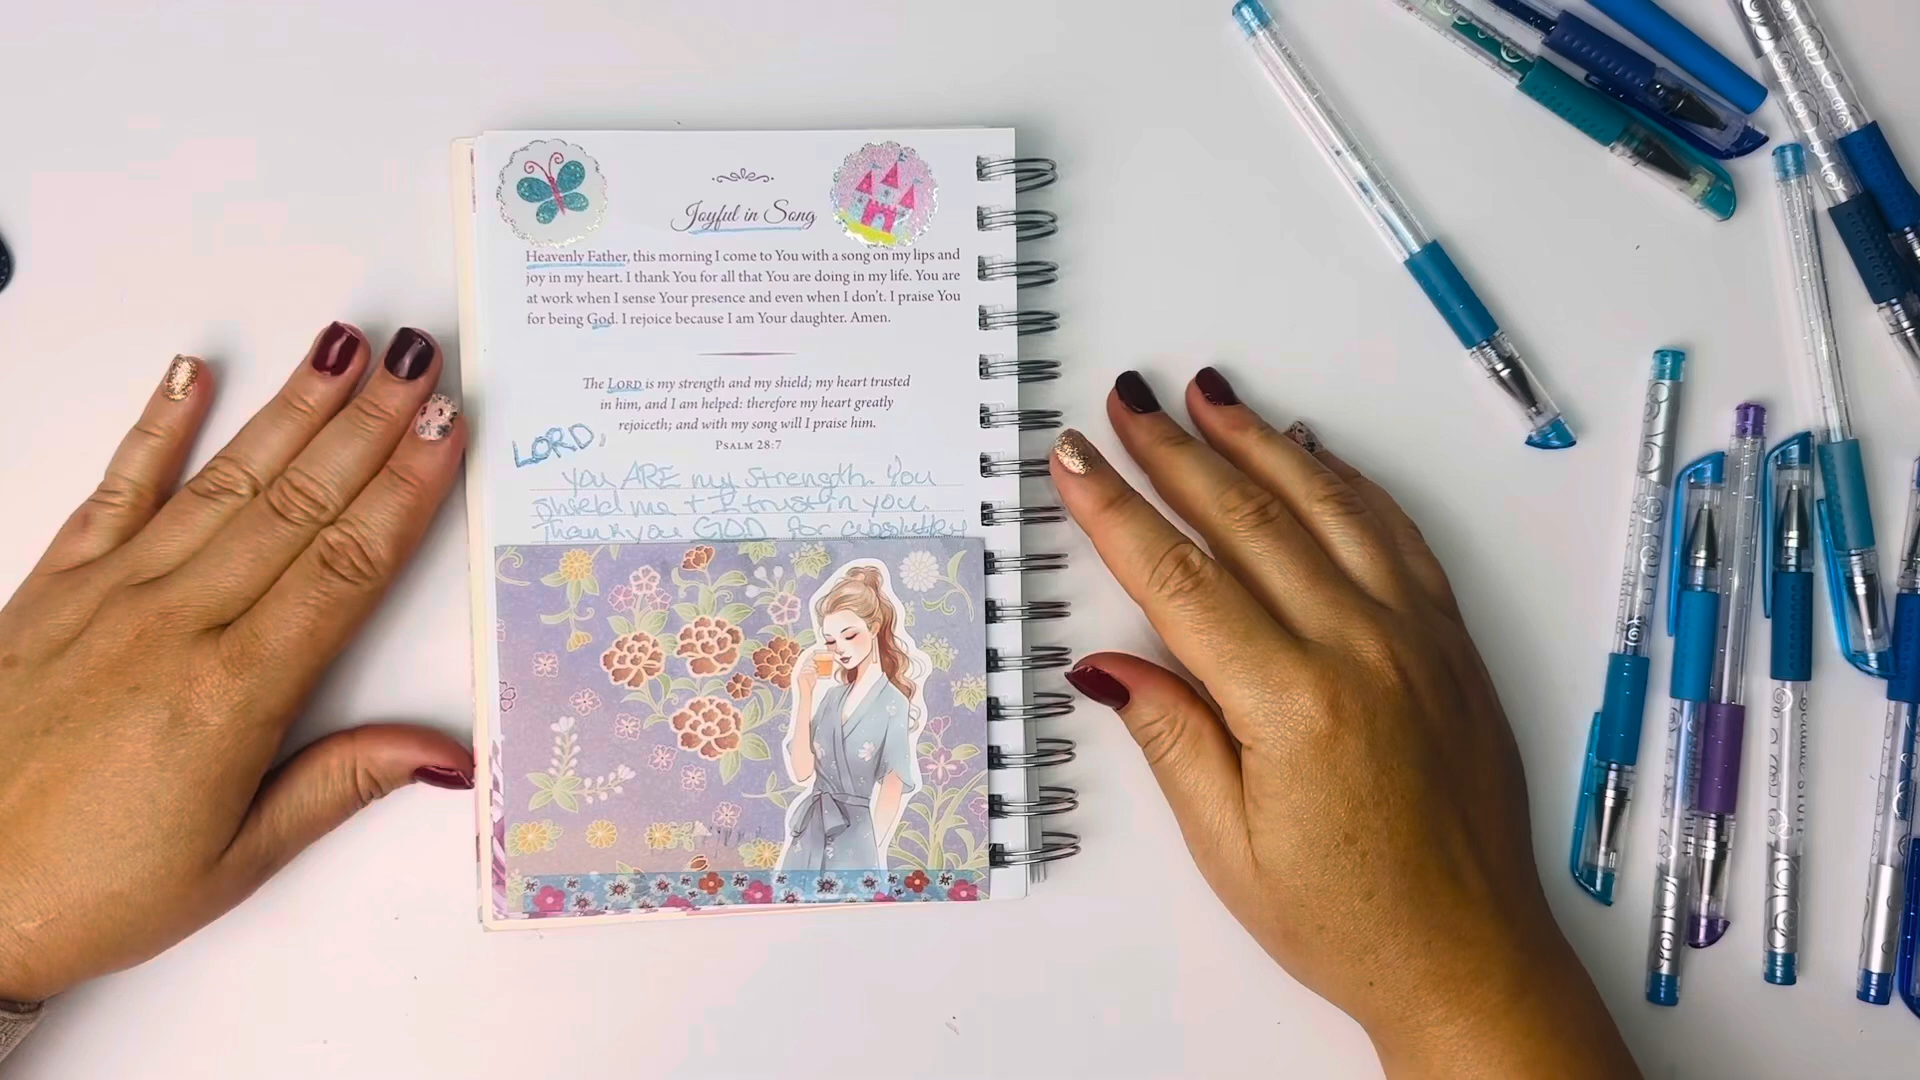 Joyful in Song
Heavenly Father, this morning I come to You with a song on my lips and
joy in my heart. I thank You for all that You are doing in my life. You are
at work when I sense Your presence and even when I don't. I praise You
for being God. I rejoice because I am Your daughter. Amen.
The LORD is my strength and my shield; my heart trusted
in him, and I am helped: therefore my heart greatly
rejoiceth; and with my song will I praise him.
PSALM 28:7
LORD,
You ARE my strength. You
shield me + I trust in you.
Thank you GOD for absolutely